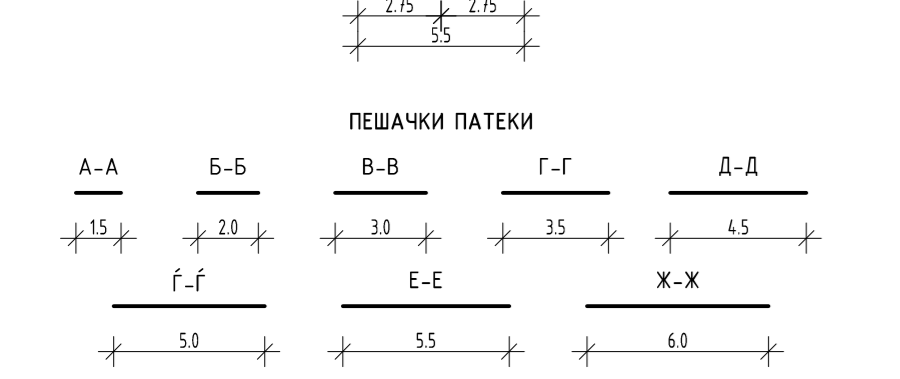 2.75 2.75
5.5
ПЕШАЧКИ ПАТЕКИ
А-А Б-Б В-В Г-Г Д-Д
1.5 2.0 3.0 3.5 4.5
Ѓ-Ѓ Е-Е Ж-Ж
5.0 5.5 6.0